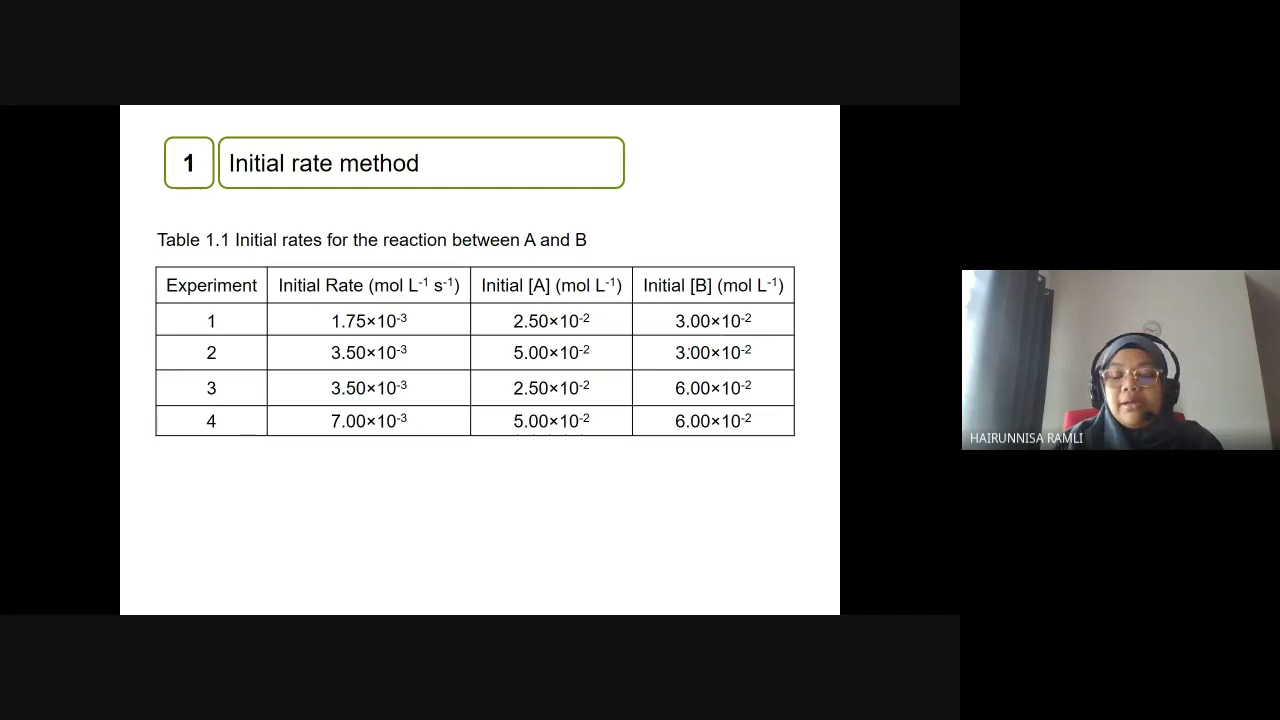 1 Initial rate method
Table 1.1 Initial rates for the reaction between A and B
Experiment Initial Rate (mol L⁻¹ s⁻¹) Initial [A] (mol L⁻¹) Initial [B] (mol L⁻¹)
1 1.75×10⁻³ 2.50×10⁻² 3.00×10⁻²
2 3.50×10⁻³ 5.00×10⁻² 3.00×10⁻²
3 3.50×10⁻³ 2.50×10⁻² 6.00×10⁻²
4 7.00×10⁻³ 5.00×10⁻² 6.00×10⁻²
HAIRUNNISA RAMLI